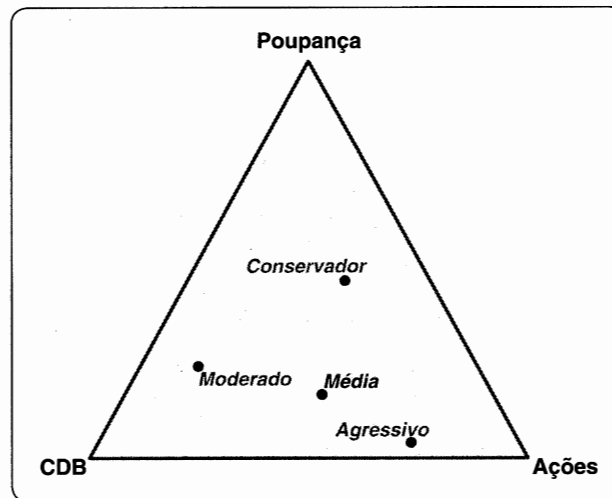 Poupança
Conservador
Moderado
Média
Agressivo
CDB
Ações